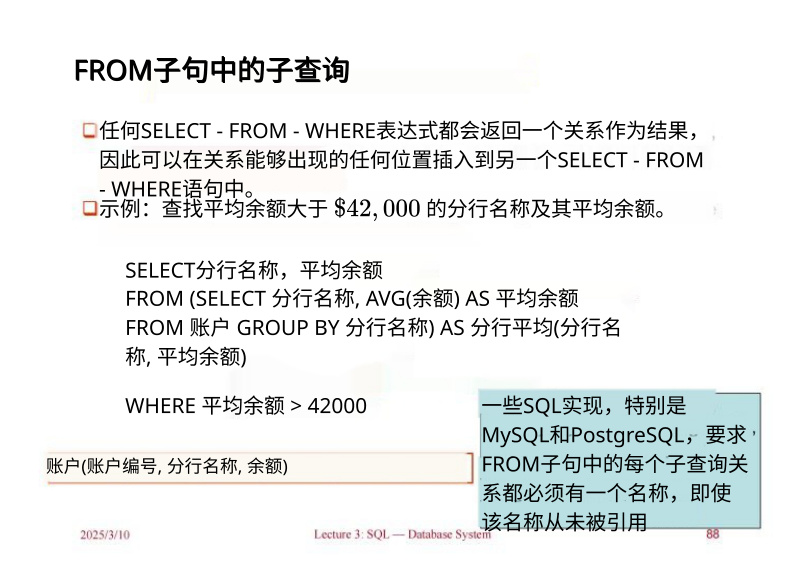 FROM子句中的子查询
任何SELECT - FROM - WHERE表达式都会返回一个关系作为结果，
因此可以在关系能够出现的任何位置插入到另一个SELECT - FROM
- WHERE语句中。
示例：查找平均余额大于 $42,000 的分行名称及其平均余额。
SELECT分行名称，平均余额
FROM (SELECT 分行名称, AVG(余额) AS 平均余额
FROM 账户 GROUP BY 分行名称) AS 分行平均(分行名
称, 平均余额)
WHERE 平均余额 > 42000
一些SQL实现，特别是
MySQL和PostgreSQL，要求
FROM子句中的每个子查询关
系都必须有一个名称，即使
该名称从未被引用
账户(账户编号, 分行名称, 余额)
2025/3/10
Lecture 3: SQL — Database System
88